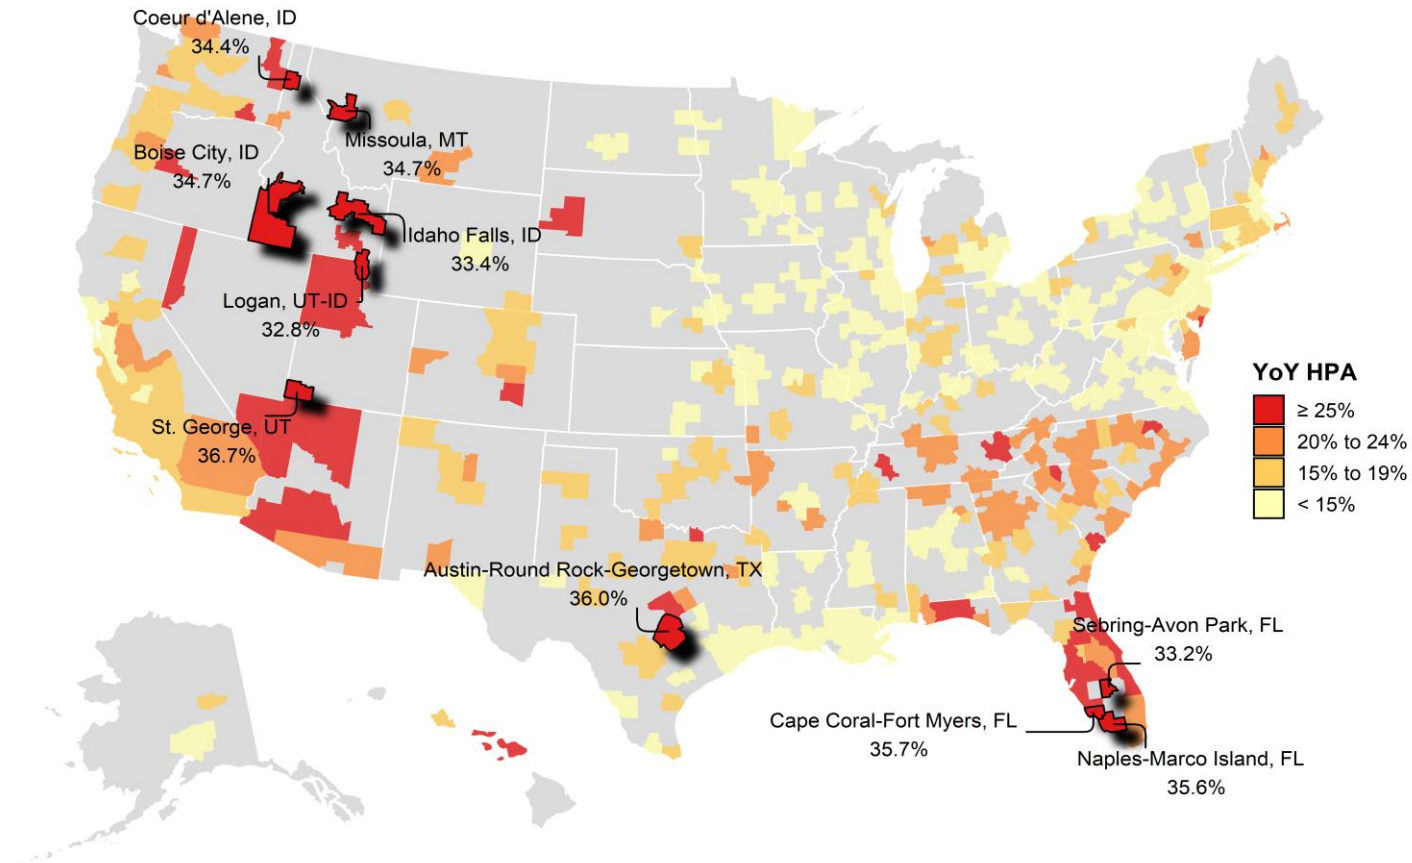 Coeur d'Alene, ID
34.4%
Missoula, MT
34.7%
Boise City, ID
34.7%
Idaho Falls, ID
33.4%
Logan, UT-ID
32.8%
St. George, UT
36.7%
Austin-Round Rock-Georgetown, TX
36.0%
Sebring-Avon Park, FL
33.2%
Cape Coral-Fort Myers, FL
35.7%
Naples-Marco Island, FL
35.6%
YoY HPA
≥ 25%
20% to 24%
15% to 19%
< 15%